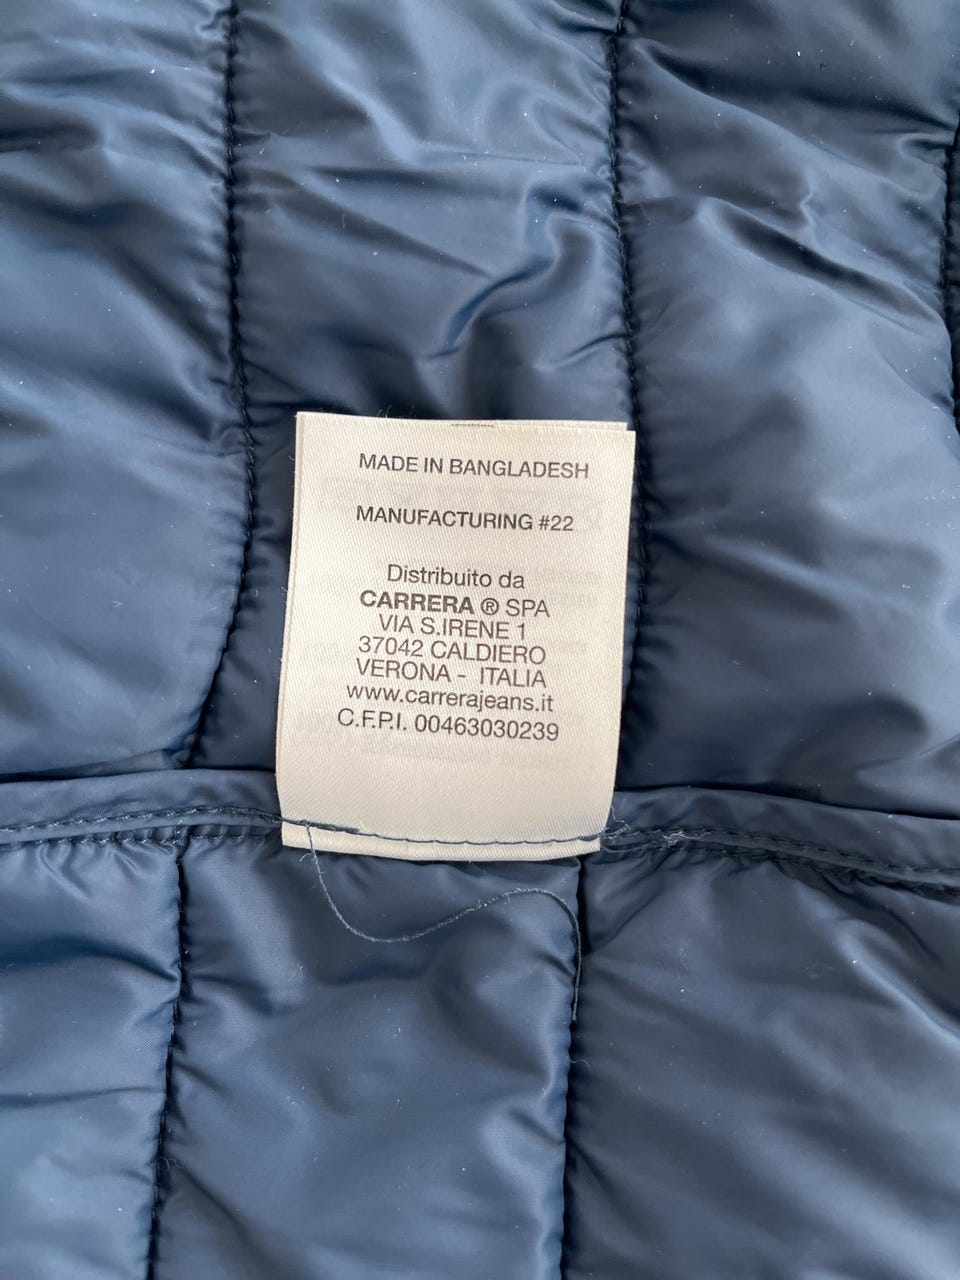 MADE IN BANGLADESH
MANUFACTURING #22
Distribuito da
CARRERA ® SPA
VIA S.IRENE 1
37042 CALDIERO
VERONA - ITALIA
www.carrerajeans.it
C.F.P.I. 00463030239